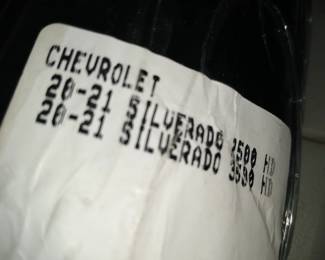 CHEVROLET
20-21 SILVERADO 2500 HD
20-21 SILVERADO 3500 HD